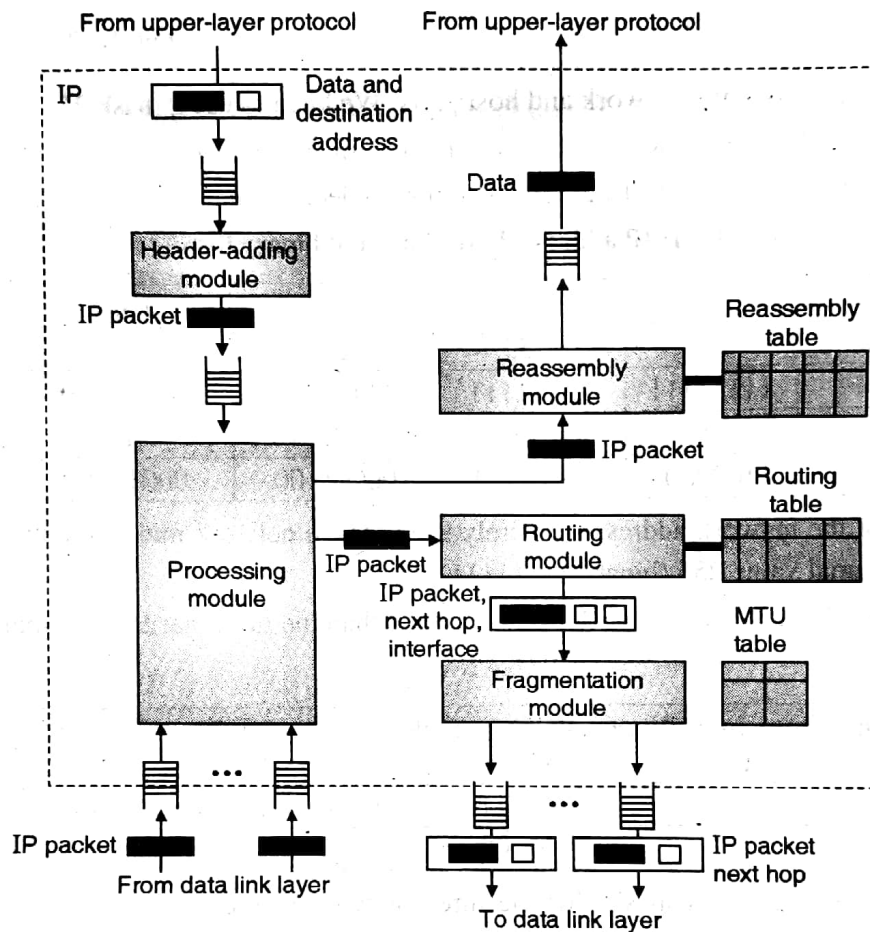 From upper-layer protocol
From upper-layer protocol
IP
Data and
destination
address
Data
Header-adding
module
IP packet
Reassembly
table
Reassembly
module
IP packet
Routing
table
Processing
module
IP packet
Routing
module
IP packet,
next hop,
interface
MTU
table
Fragmentation
module
IP packet
From data link layer
IP packet
next hop
To data link layer